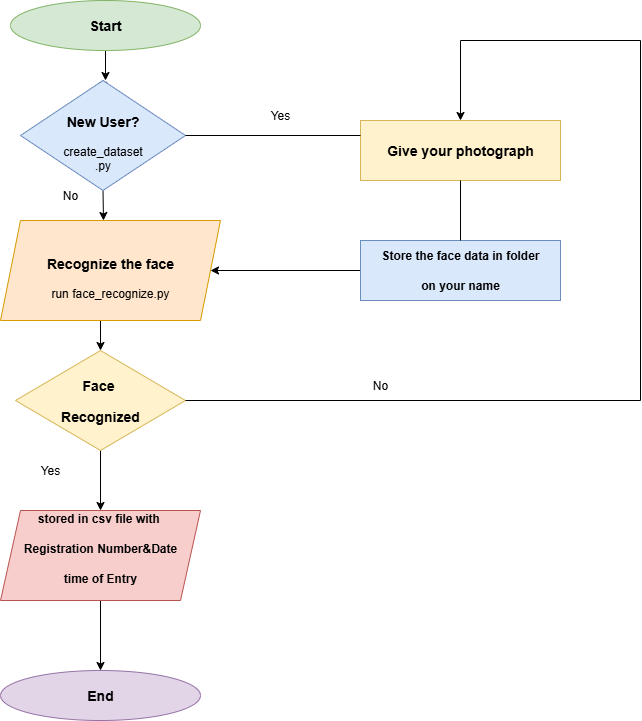 Start
New User?
create_dataset
.py
Yes
Give your photograph
No
Recognize the face
run face_recognize.py
Store the face data in folder
on your name
Face
Recognized
No
Yes
stored in csv file with
Registration Number&Date
time of Entry
End